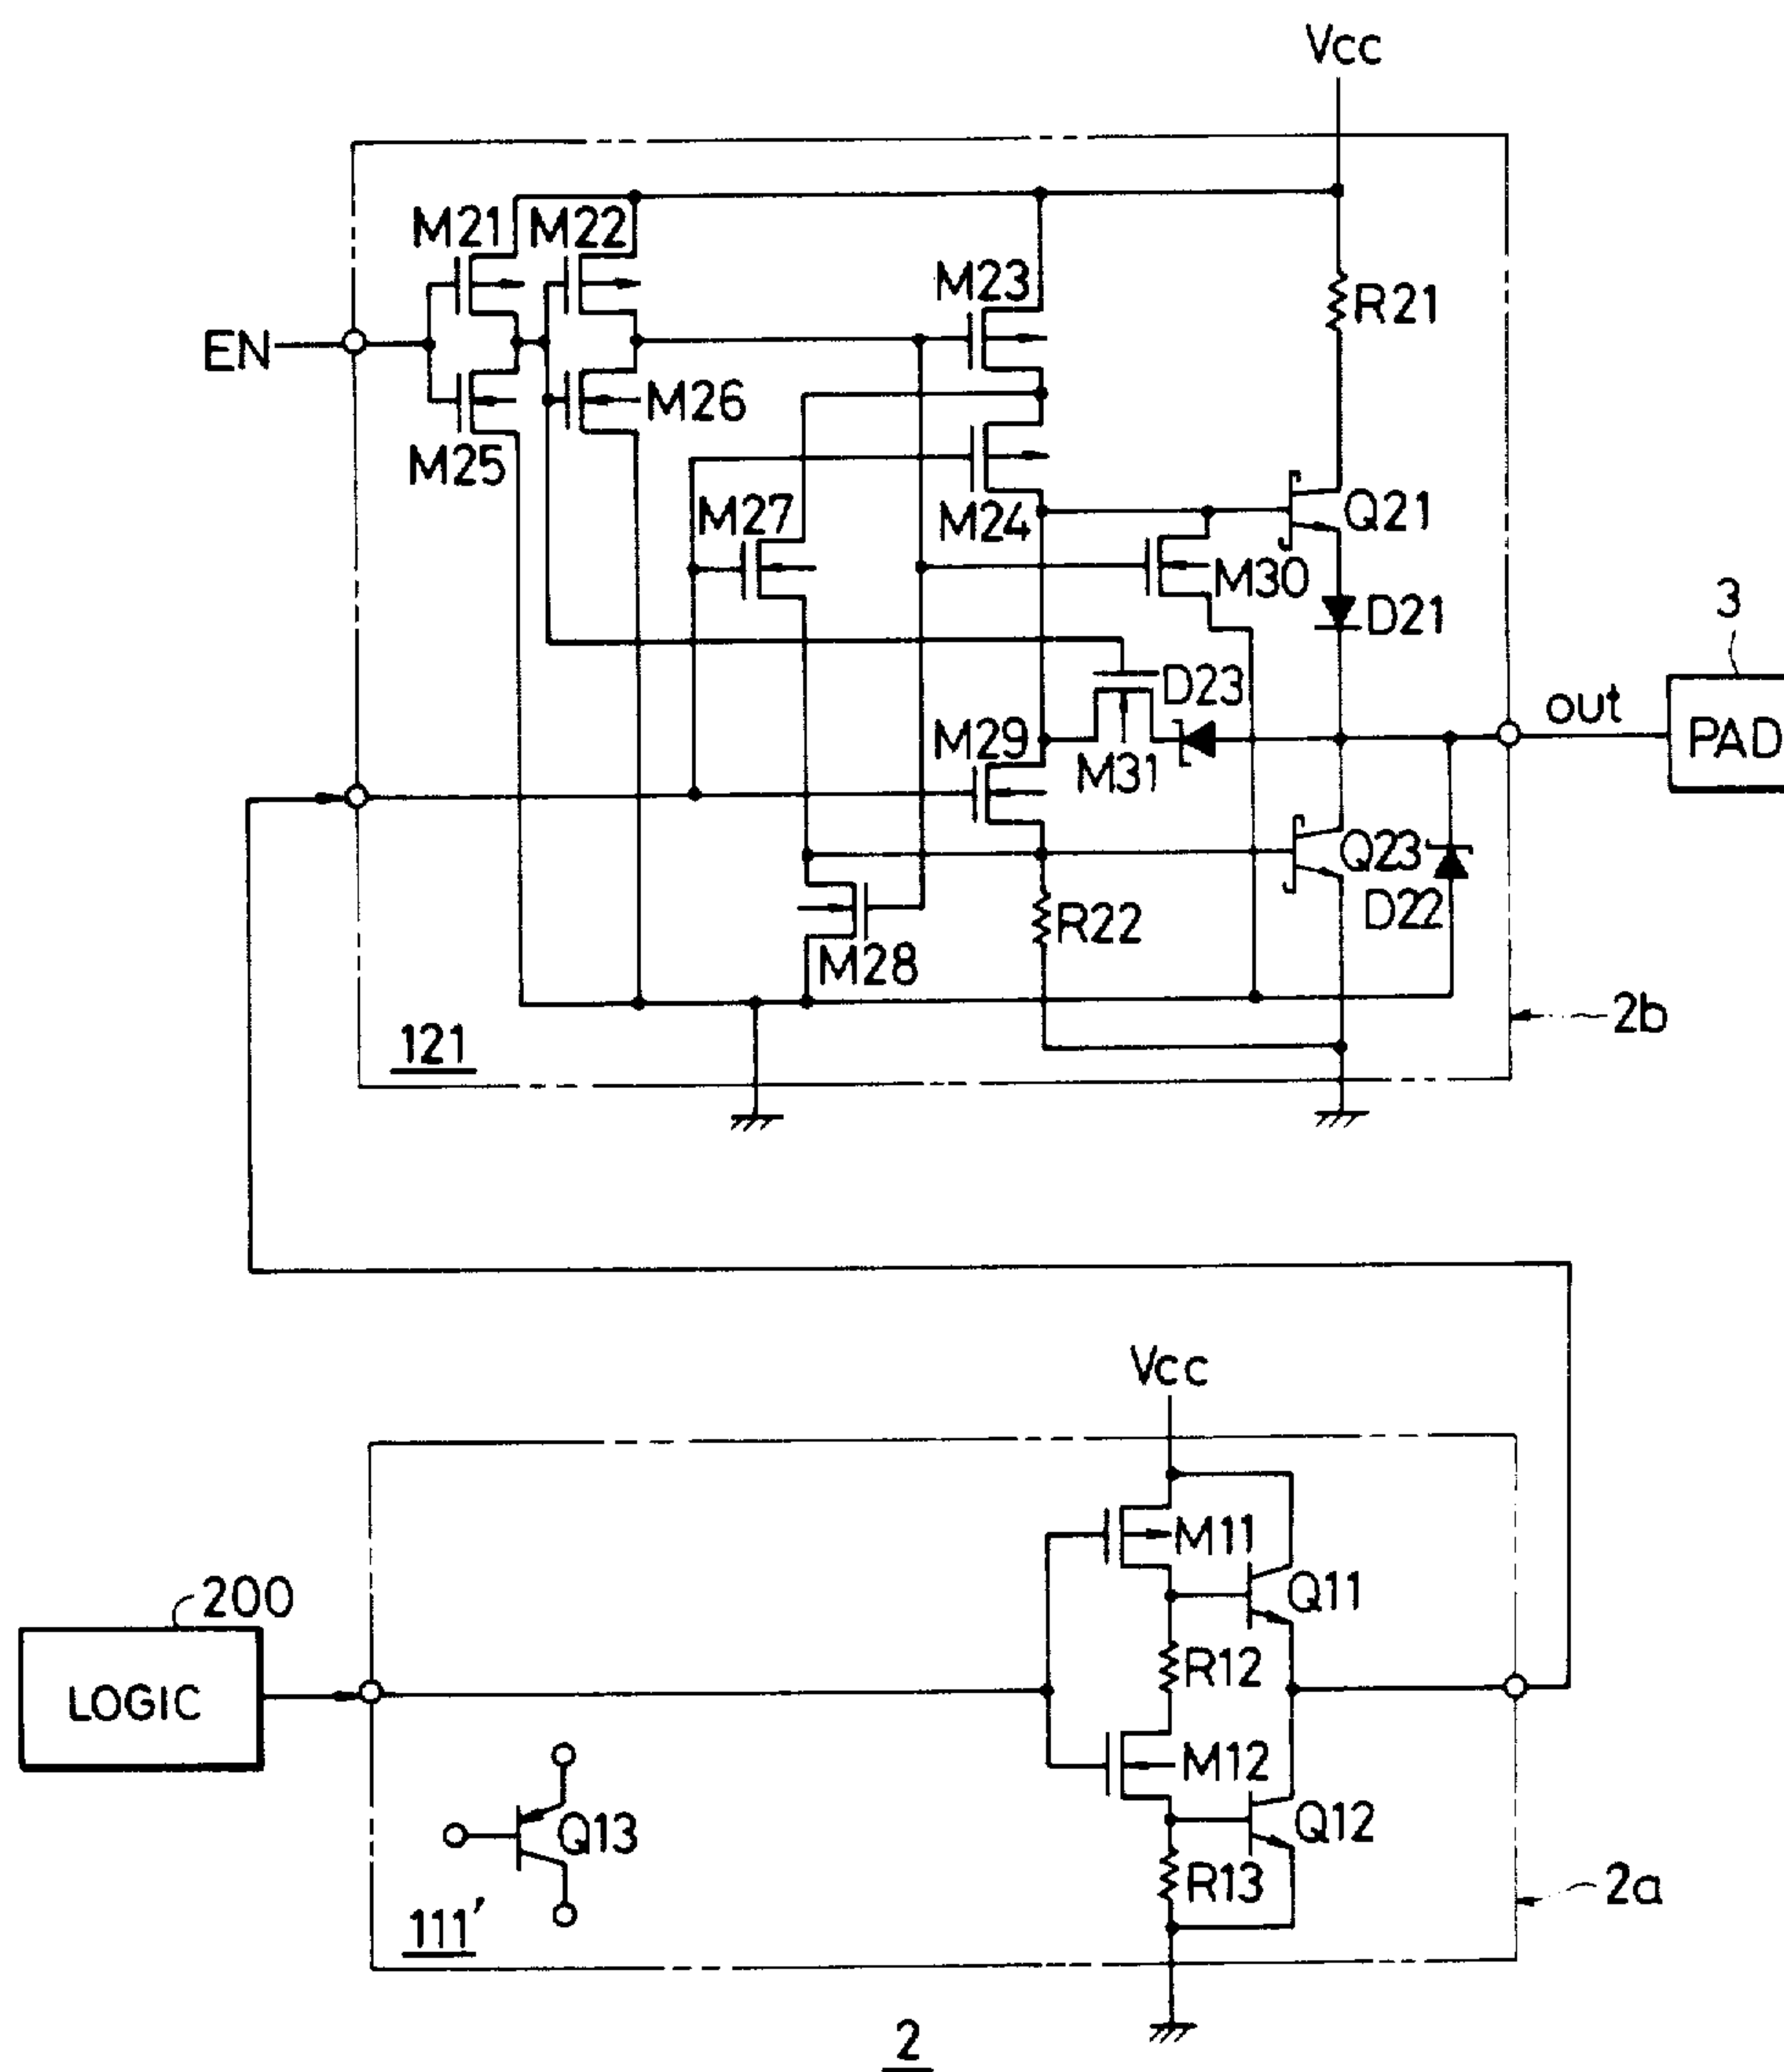 Vcc
M21
M22
M23
R21
EN
M26
M25
M27
M24
Q21
M30
D21
3
D23
out
M29
M31
PAD
Q23
D22
R22
M28
2b
121
Vcc
M11
Q11
200
R12
LOGIC
M12
Q13
Q12
R13
2a
111′
2